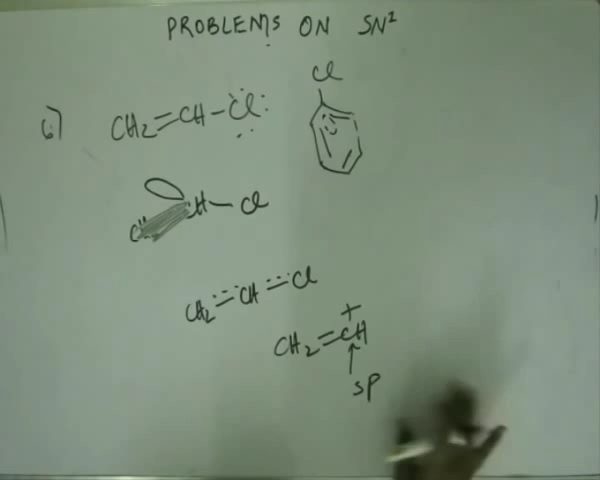 PROBLEMS ON SN²
Cl
6) CH₂=CH-Cl
CH-Cl
CH₂=CH=Cl
+
CH₂=CH
↑
sp